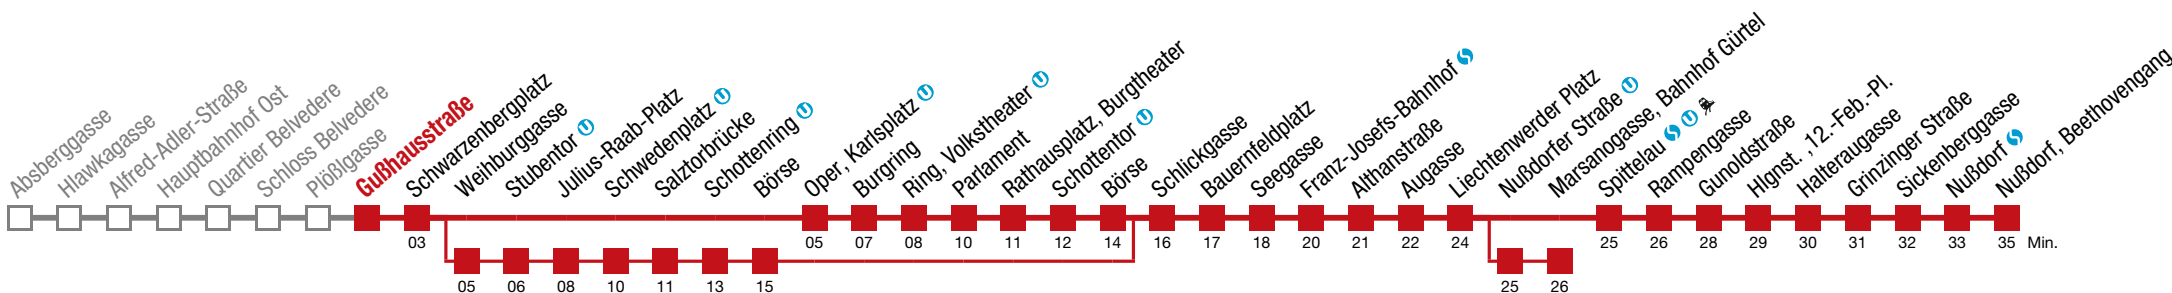 Absberggasse
Hlawkagasse
Alfred-Adler-Straße
Hauptbahnhof Ost
Quartier Belvedere
Schloss Belvedere
Plößlgasse
Gußhausstraße
Schwarzenbergplatz
Weihburggasse
Stubentor U
Julius-Raab-Platz
Schwedenplatz U
Salztorbrücke
Schottenring U
Börse
Oper, Karlsplatz U
Burgring
Ring, Volkstheater U
Parlament
Rathausplatz, Burgtheater
Schottentor U
Börse
Schlickgasse
Bauernfeldplatz
Seegasse
Franz-Josefs-Bahnhof S
Althanstraße
Augasse
Liechtenwerder Platz
Nußdorfer Straße U
Marsanogasse, Bahnhof Gürtel
Spittelau S U
Rampengasse
Gunoldstraße
Hlgnst. ,12.-Feb.-Pl.
Halteraugasse
Grinzinger Straße
Sickenberggasse
Nußdorf S
Nußdorf, Beethovengang
03 05 07 08 10 11 12 14 16 17 18 20 21 22 24 25 26 28 29 30 31 32 33 35 Min.
05 06 08 10 11 13 15 25 26